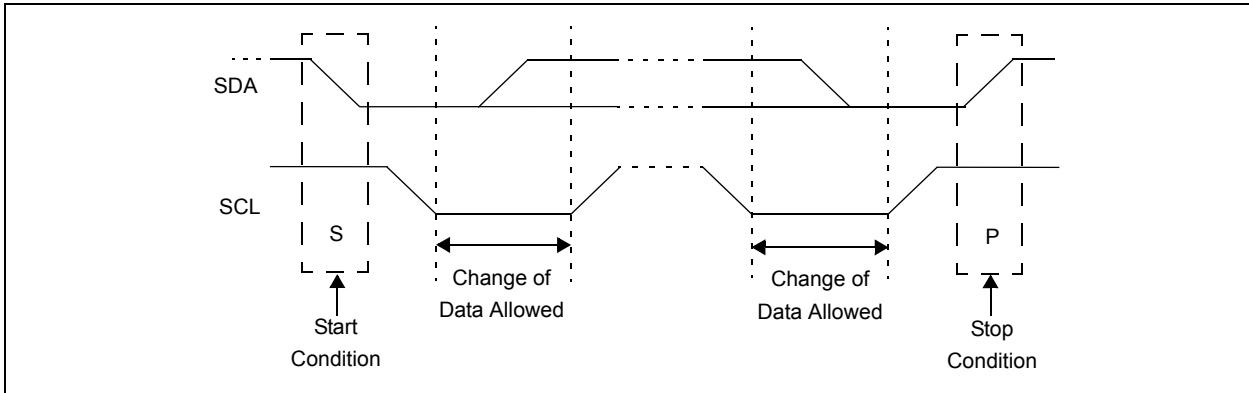 SDA
SCL
S
P
Change of
Data Allowed
Change of
Data Allowed
Start
Condition
Stop
Condition